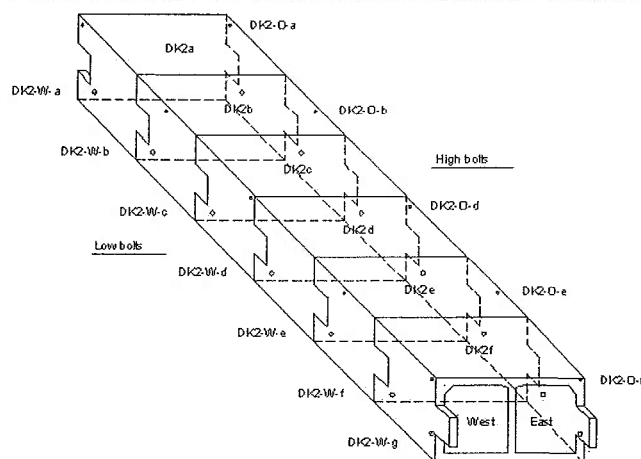 DK2-O-a
DK2a
DK2-W-a
DK2b
DK2-O-b
DK2-W-b
High bolts
DK2c
DK2-W-c
DK2-O-d
DK2d
Low bolts
DK2-W-d
DK2e
DK2-O-e
DK2-W-e
DK2f
DK2-W-f
West
East
DK2-W-g